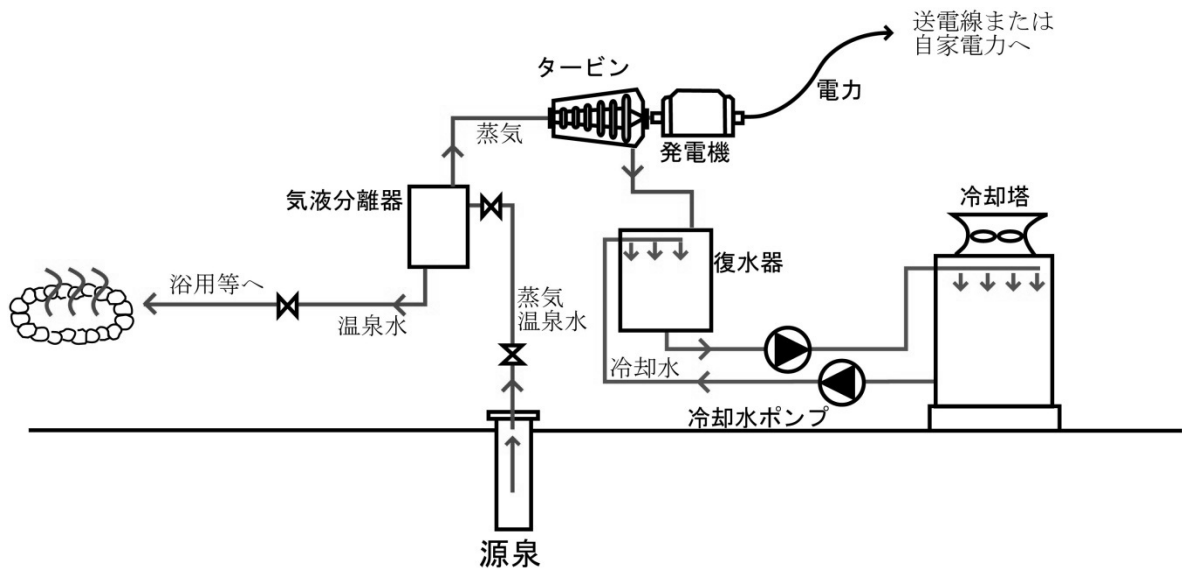 送電線または
自家電力へ
タービン
電力
蒸気
発電機
気液分離器
冷却塔
復水器
浴用等へ
蒸気
温泉水
温泉水
冷却水
冷却水ポンプ
源泉